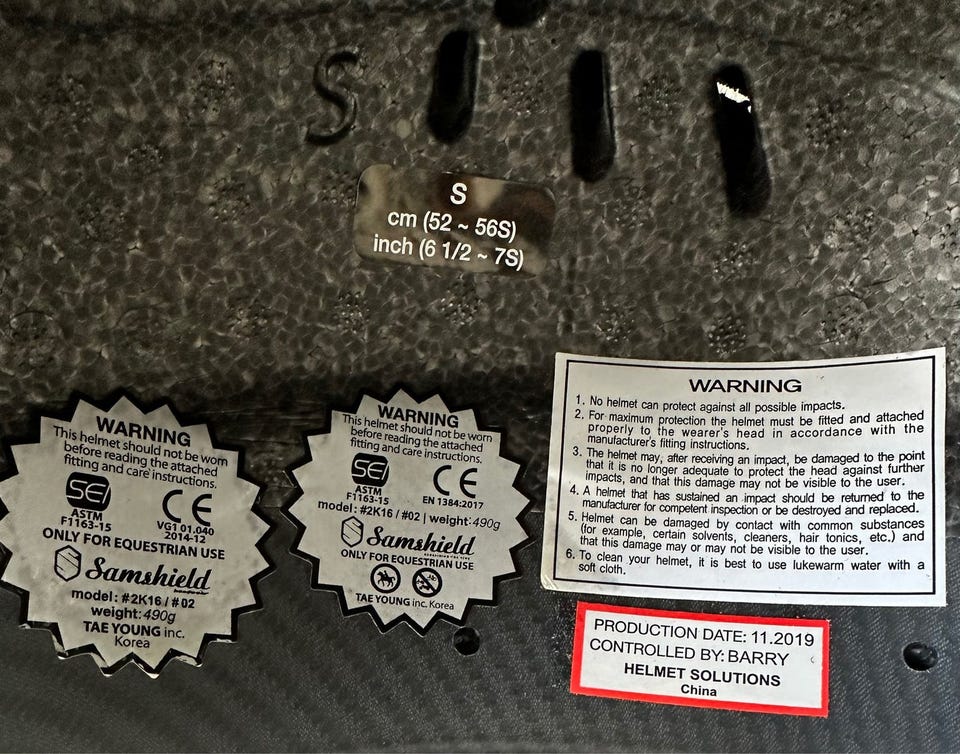 S
S
cm (52 ~ 56S)
inch (6 1/2 ~ 7S)
WARNING
This helmet should not be worn
before reading the attached
fitting and care instructions.
SEI
ASTM
F1163-15
CE
VG1 01.040
2014-12
ONLY FOR EQUESTRIAN USE
Samshield
model: #2K16 / #02
weight: 490g
TAE YOUNG inc.
Korea
WARNING
This helmet should not be worn
before reading the attached
fitting and care instructions.
SEI
ASTM
F1163-15
CE
EN 1384:2017
model: #2K16 / #02 | weight: 490g
Samshield
ONLY FOR EQUESTRIAN USE
TAE YOUNG inc. Korea
WARNING
1. No helmet can protect against all possible impacts.
2. For maximum protection the helmet must be fitted and attached
properly to the wearer's head in accordance with the
manufacturer's fitting instructions.
3. The helmet may, after receiving an impact, be damaged to the point
that it is no longer adequate to protect the head against further
impacts, and that this damage may not be visible to the user.
4. A helmet that has sustained an impact should be returned to the
manufacturer for competent inspection or be destroyed and replaced.
5. Helmet can be damaged by contact with common substances
(for example, certain solvents, cleaners, hair tonics, etc.) and
that this damage may or may not be visible to the user.
6. To clean your helmet, it is best to use lukewarm water with a
soft cloth.
PRODUCTION DATE: 11.2019
CONTROLLED BY: BARRY
HELMET SOLUTIONS
China